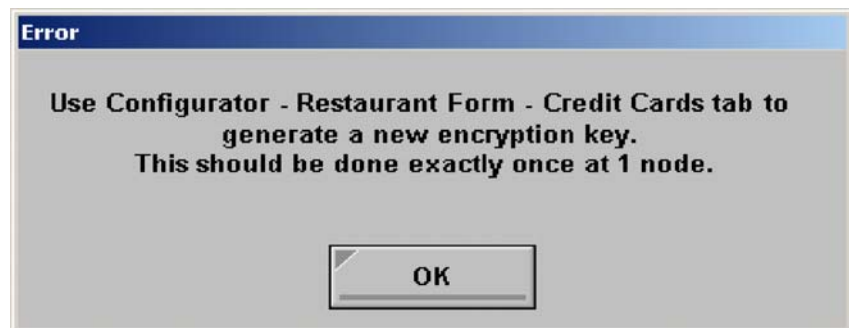 Error
Use Configurator - Restaurant Form - Credit Cards tab to
generate a new encryption key.
This should be done exactly once at 1 node.
OK